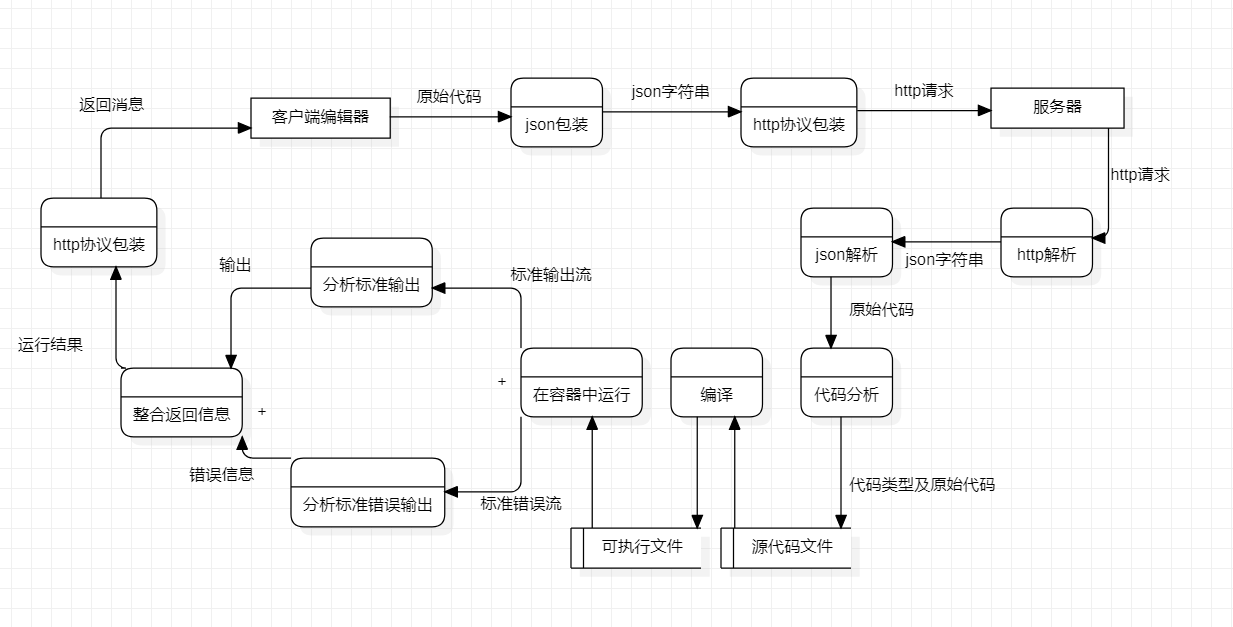 返回消息
客户端编辑器
原始代码
json包装
json字符串
http协议包装
http请求
服务器
http请求
http协议包装
输出
分析标准输出
标准输出流
json解析
json字符串
http解析
原始代码
运行结果
整合返回信息
+
+
在容器中运行
编译
代码分析
错误信息
分析标准错误输出
标准错误流
代码类型及原始代码
可执行文件
源代码文件